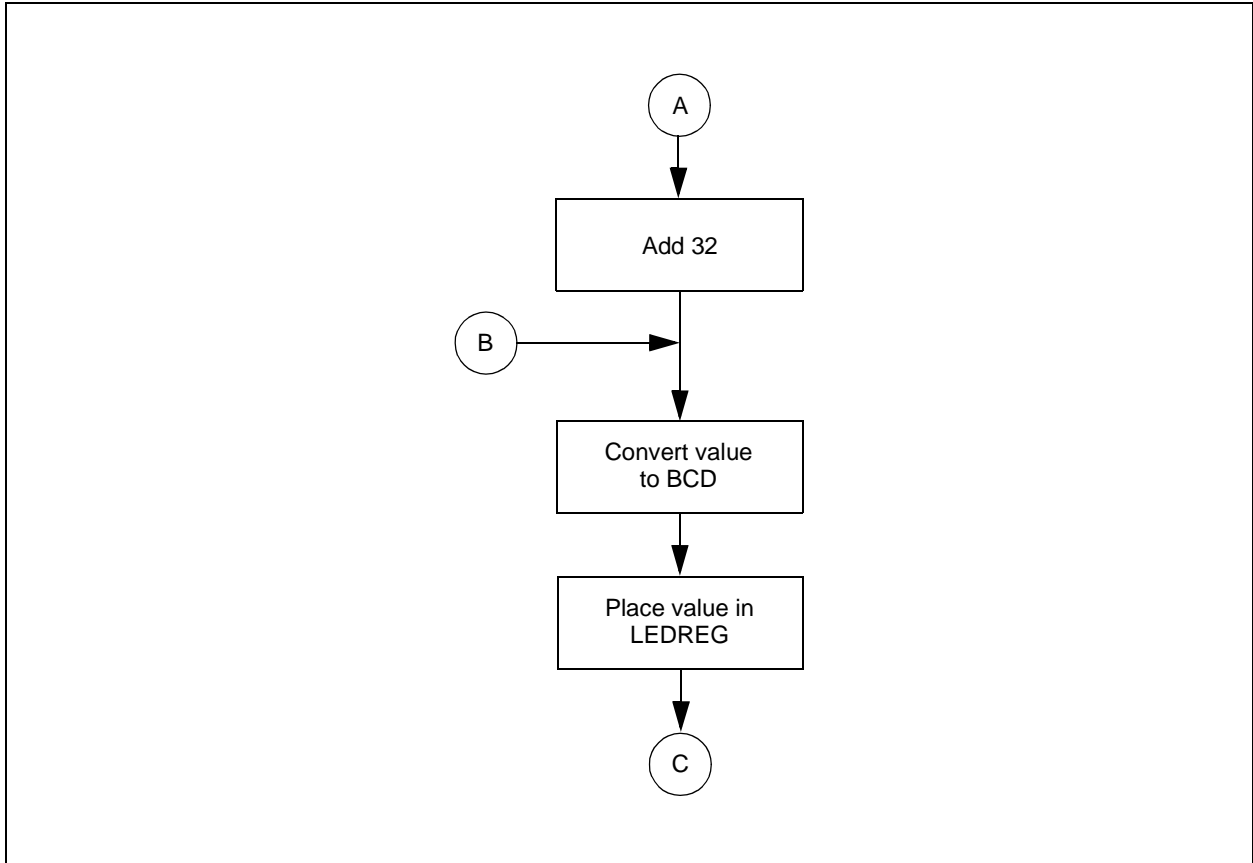 A
Add 32
B
Convert value
to BCD
Place value in
LEDREG
C